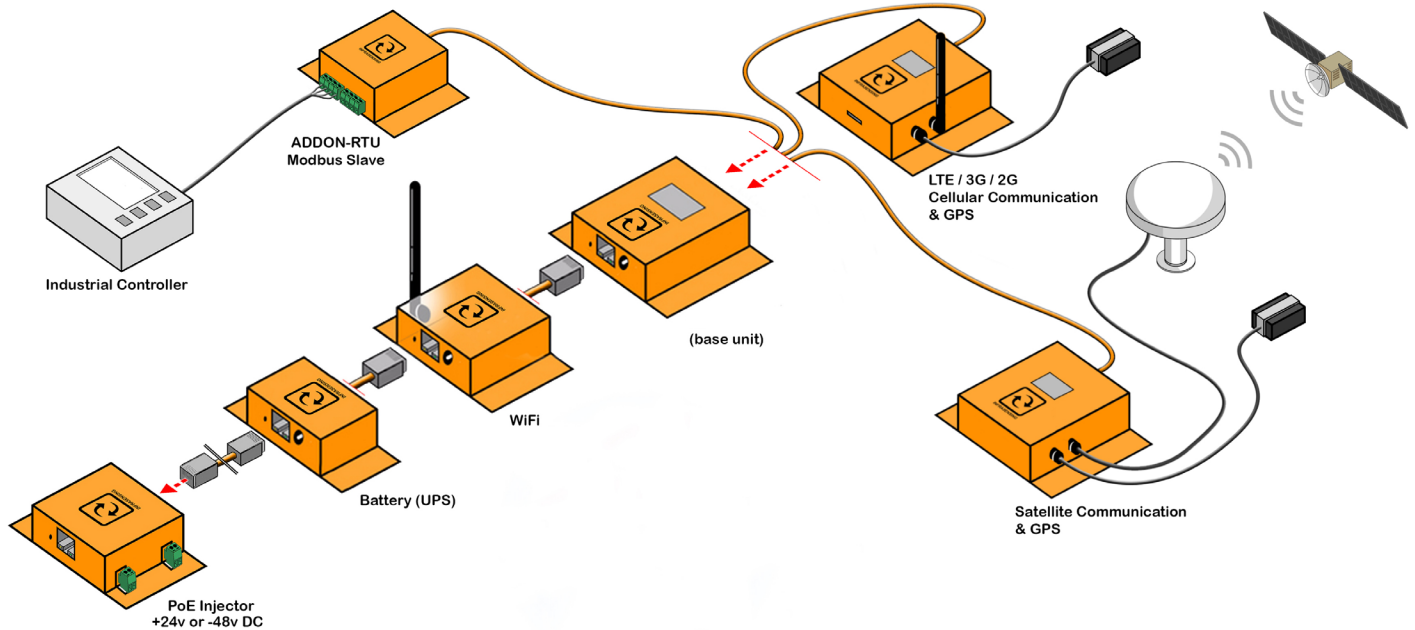 ADDON-RTU
Modbus Slave
Industrial Controller
LTE / 3G / 2G
Cellular Communication
& GPS
(base unit)
WiFi
Battery (UPS)
Satellite Communication
& GPS
PoE Injector
+24v or -48v DC